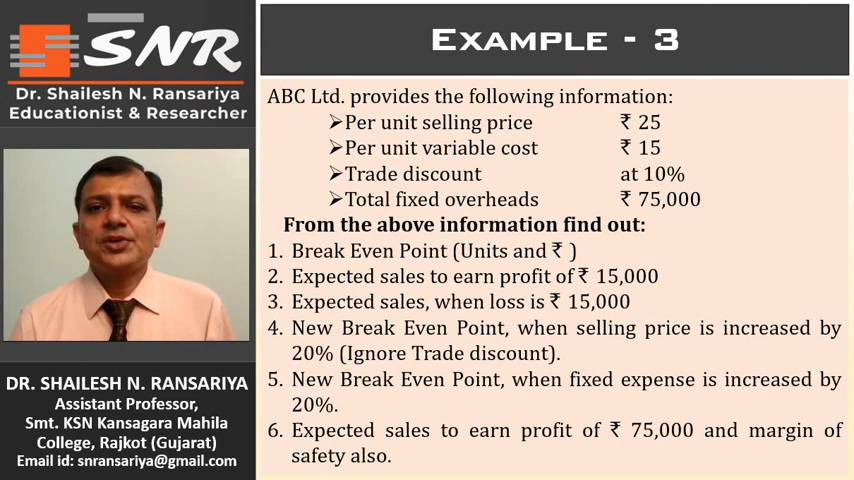 SNR
Dr. Shailesh N. Ransariya
Educationist & Researcher
DR. SHAILESH N. RANSARIYA
Assistant Professor,
Smt. KSN Kansagara Mahila
College, Rajkot (Gujarat)
Email id: snransariya@gmail.com
EXAMPLE - 3
ABC Ltd. provides the following information:
➢Per unit selling price ₹ 25
➢Per unit variable cost ₹ 15
➢Trade discount at 10%
➢Total fixed overheads ₹ 75,000
From the above information find out:
1. Break Even Point (Units and ₹ )
2. Expected sales to earn profit of ₹ 15,000
3. Expected sales, when loss is ₹ 15,000
4. New Break Even Point, when selling price is increased by
20% (Ignore Trade discount).
5. New Break Even Point, when fixed expense is increased by
20%.
6. Expected sales to earn profit of ₹ 75,000 and margin of
safety also.